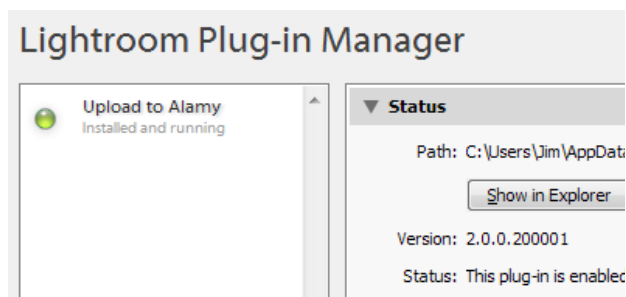 Lightroom Plug-in Manager
Upload to Alamy
Installed and running
Status
Path: C:\Users\Jim\AppData
Show in Explorer
Version: 2.0.0.200001
Status: This plug-in is enabled